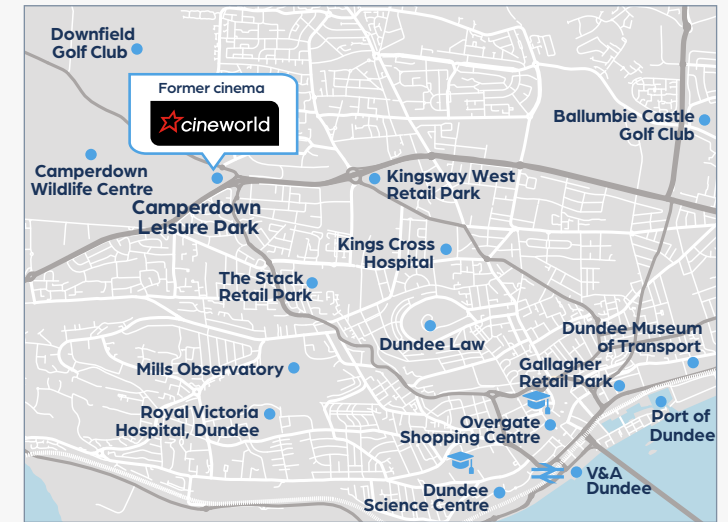 Downfield
Golf Club
Former cinema
cineworld
Ballumbie Castle
Golf Club
Camperdown
Wildlife Centre
Kingsway West
Retail Park
Camperdown
Leisure Park
Kings Cross
Hospital
The Stack
Retail Park
Dundee Law
Dundee Museum
of Transport
Mills Observatory
Gallagher
Retail Park
Royal Victoria
Hospital, Dundee
Overgate
Shopping Centre
Port of
Dundee
V&A
Dundee
Dundee
Science Centre